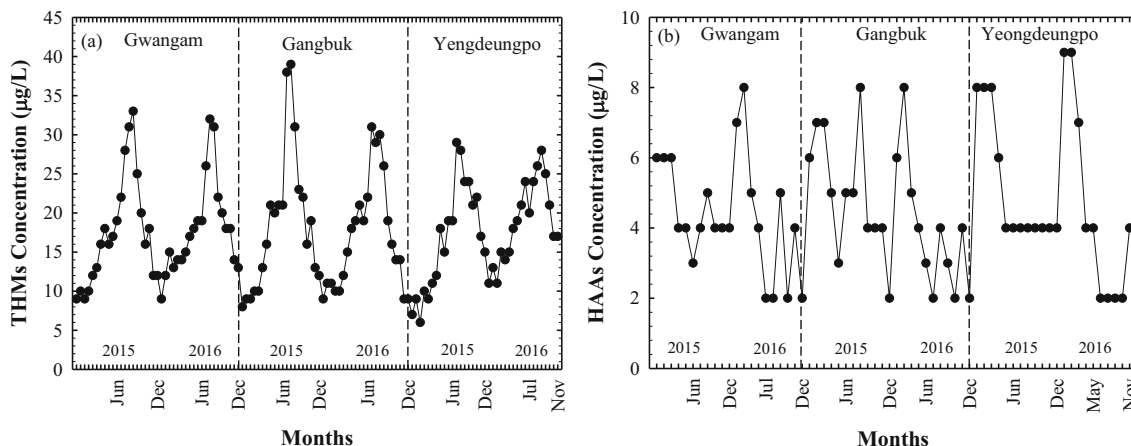 (a)
Gwangam
Gangbuk
Yengdeungpo
45
40
35
30
25
20
15
10
5
0
THMs Concentration (µg/L)
2015
2016
2015
2016
2015
2016
Jun
Dec
Jun
Dec
Jun
Dec
Jun
Dec
Jun
Dec
Jul
Nov
Months
(b)
Gwangam
Gangbuk
Yeongdeungpo
10
8
6
4
2
0
HAAs Concentration (µg/L)
2015
2016
2015
2016
2015
2016
Jun
Dec
Jul
Dec
Jun
Dec
Jun
Dec
Jun
Dec
May
Nov
Months